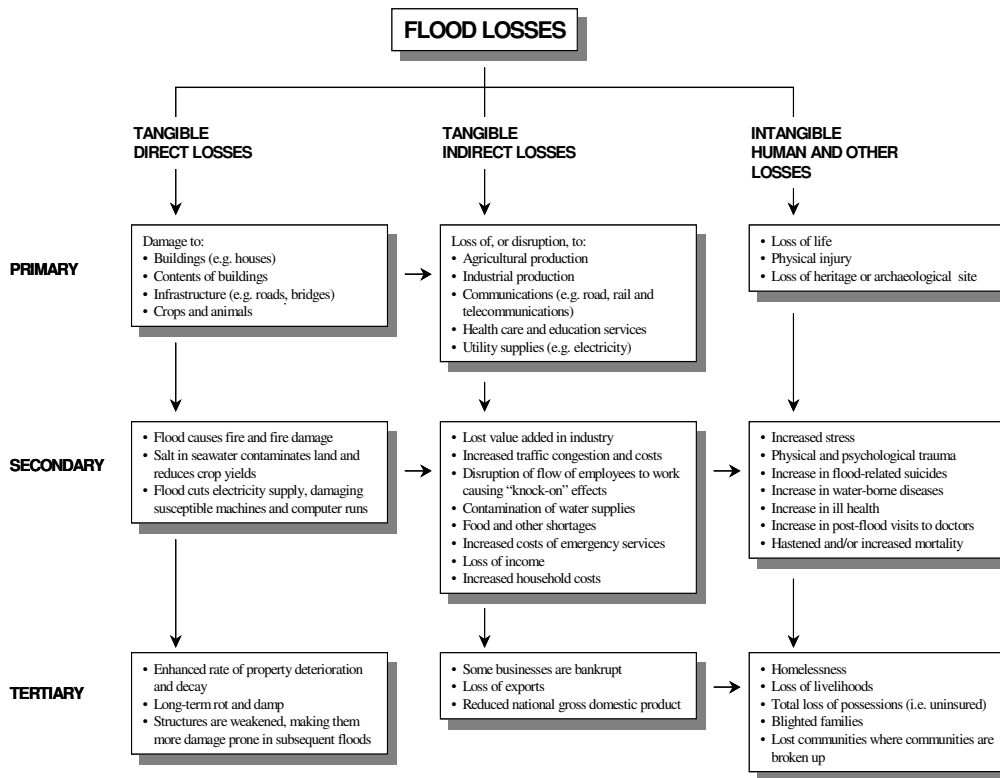 FLOOD LOSSES
TANGIBLE
DIRECT LOSSES
TANGIBLE
INDIRECT LOSSES
INTANGIBLE
HUMAN AND OTHER
LOSSES
PRIMARY
Damage to:
• Buildings (e.g. houses)
• Contents of buildings
• Infrastructure (e.g. roads, bridges)
• Crops and animals
Loss of, or disruption, to:
• Agricultural production
• Industrial production
• Communications (e.g. road, rail and
telecommunications)
• Health care and education services
• Utility supplies (e.g. electricity)
• Loss of life
• Physical injury
• Loss of heritage or archaeological site
SECONDARY
• Flood causes fire and fire damage
• Salt in seawater contaminates land and
reduces crop yields
• Flood cuts electricity supply, damaging
susceptible machines and computer runs
• Lost value added in industry
• Increased traffic congestion and costs
• Disruption of flow of employees to work
causing “knock-on” effects
• Contamination of water supplies
• Food and other shortages
• Increased costs of emergency services
• Loss of income
• Increased household costs
• Increased stress
• Physical and psychological trauma
• Increase in flood-related suicides
• Increase in water-borne diseases
• Increase in ill health
• Increase in post-flood visits to doctors
• Hastened and/or increased mortality
TERTIARY
• Enhanced rate of property deterioration
and decay
• Long-term rot and damp
• Structures are weakened, making them
more damage prone in subsequent floods
• Some businesses are bankrupt
• Loss of exports
• Reduced national gross domestic product
• Homelessness
• Loss of livelihoods
• Total loss of possessions (i.e. uninsured)
• Blighted families
• Lost communities where communities are
broken up